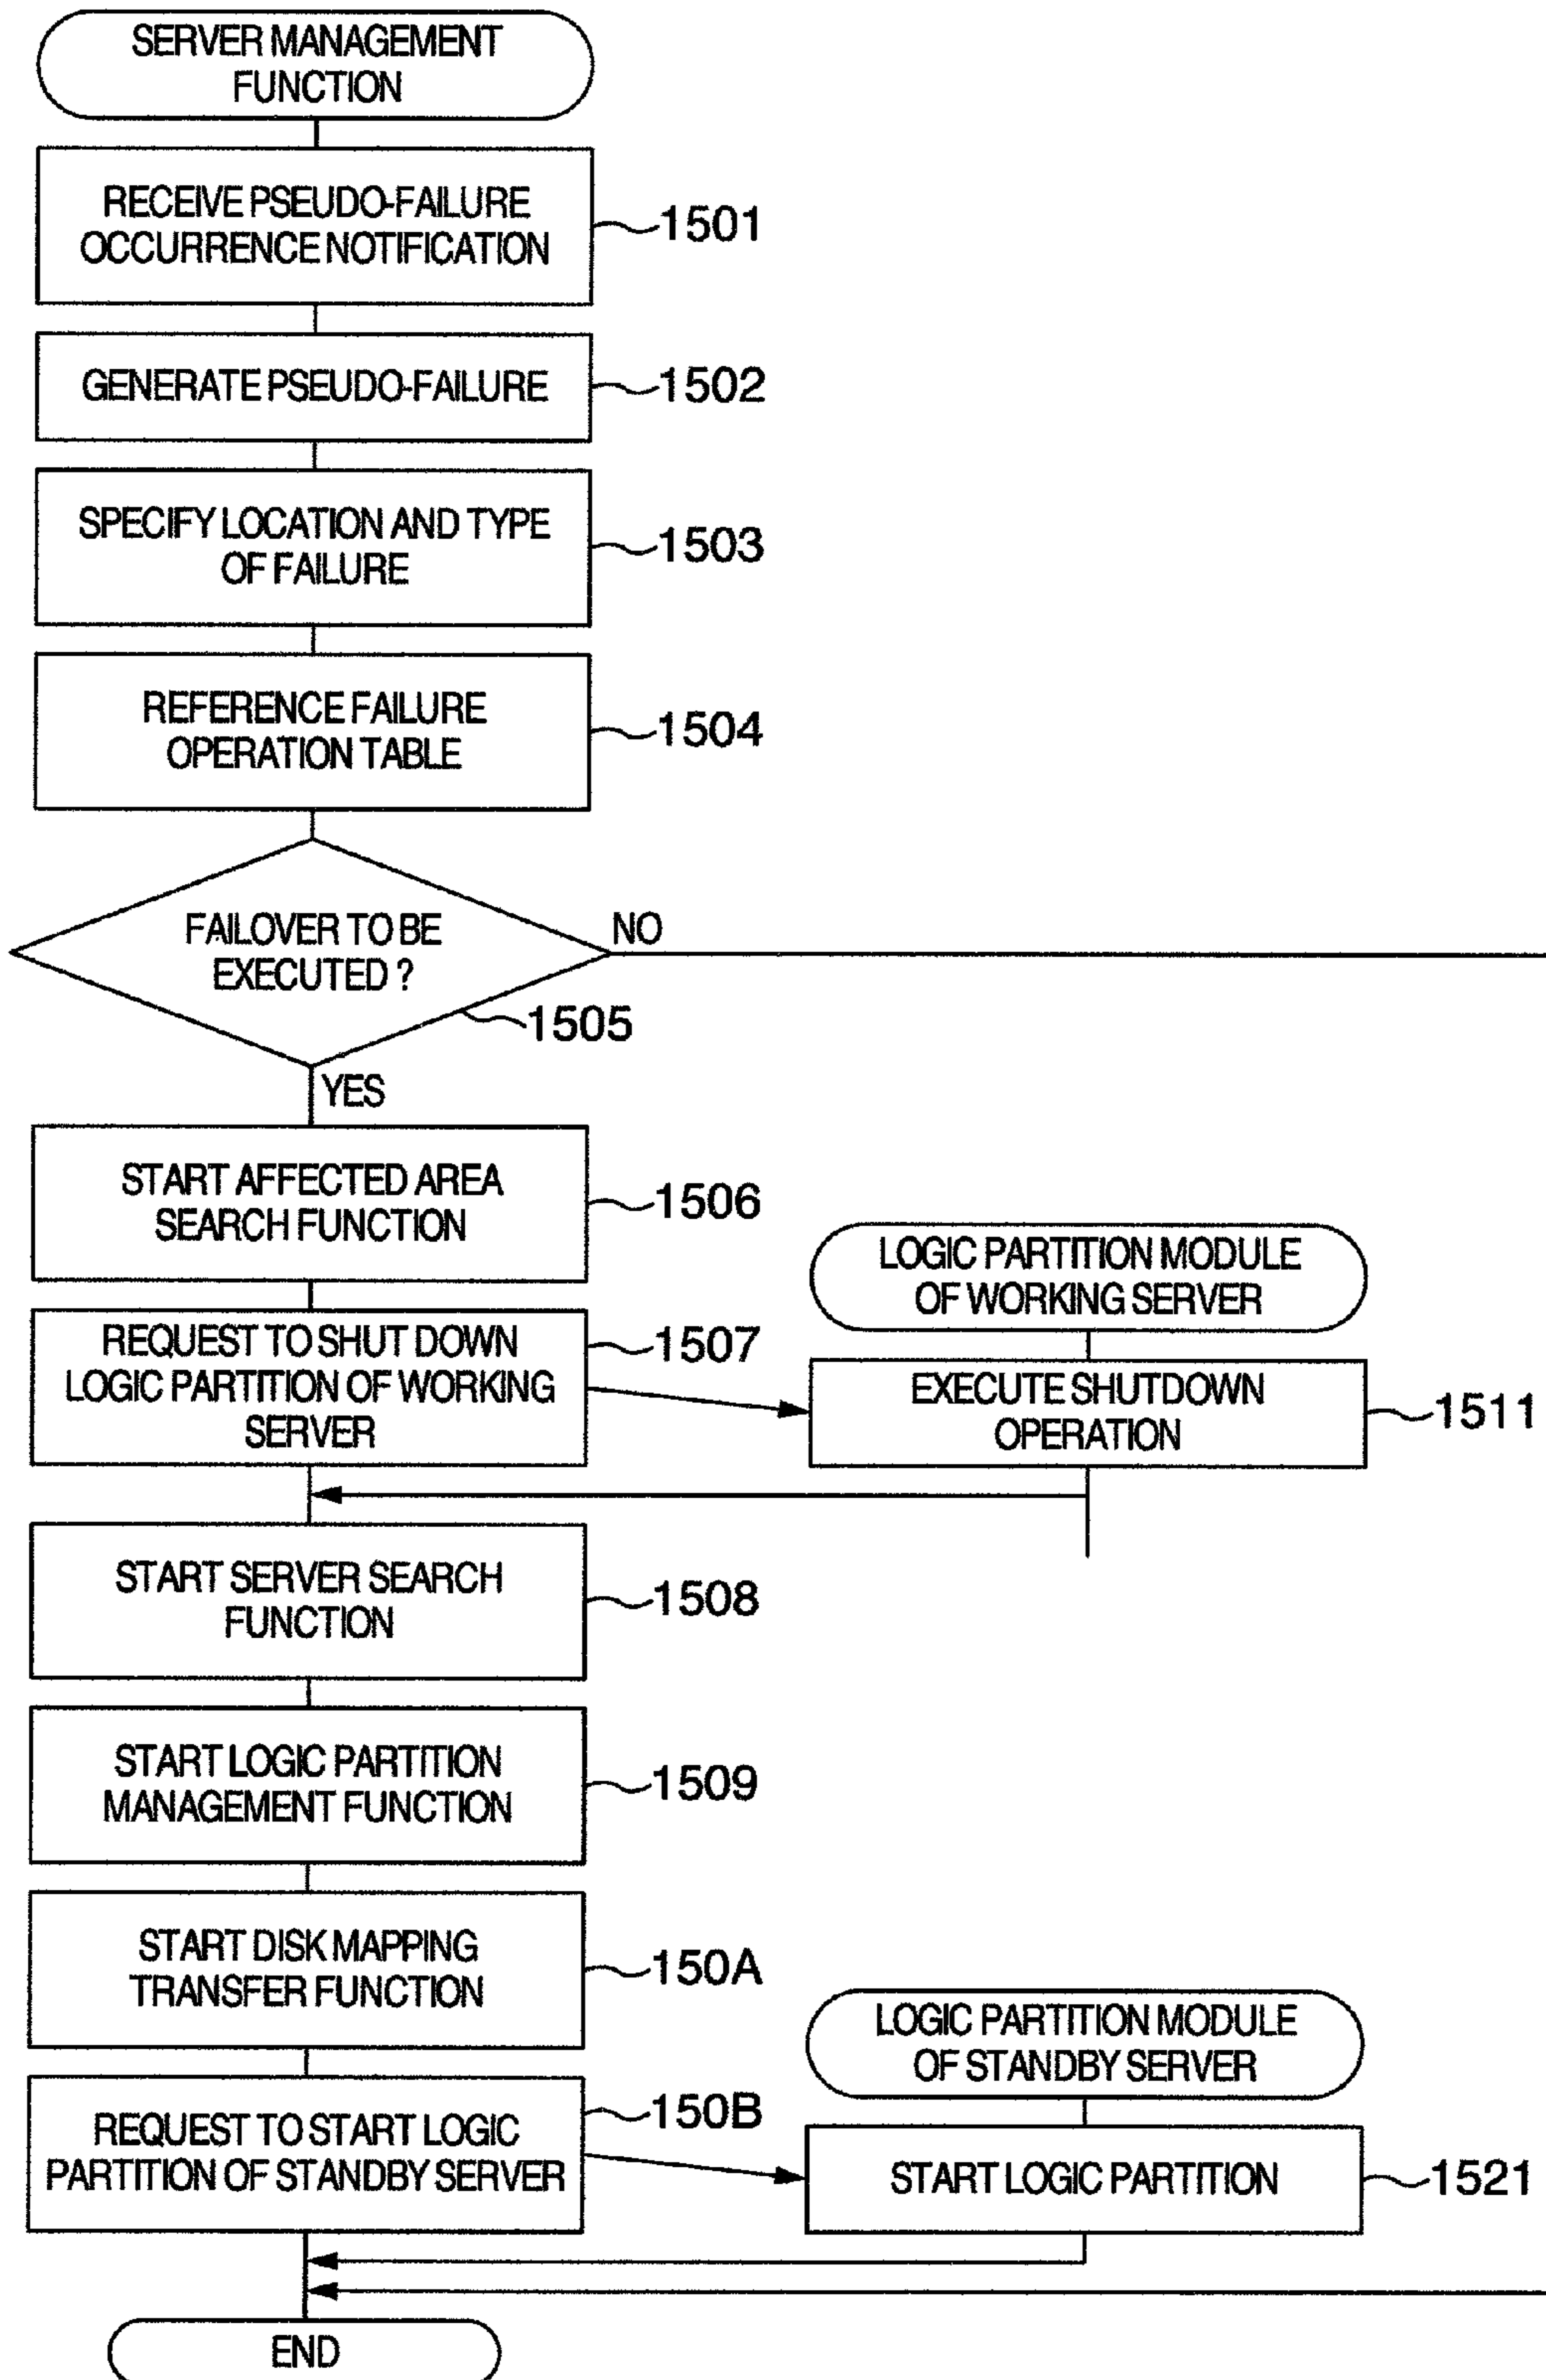 SERVER MANAGEMENT
FUNCTION
RECEIVE PSEUDO-FAILURE
OCCURRENCE NOTIFICATION
1501
GENERATE PSEUDO-FAILURE
1502
SPECIFY LOCATION AND TYPE
OF FAILURE
1503
REFERENCE FAILURE
OPERATION TABLE
1504
FAILOVER TO BE
EXECUTED ?
NO
1505
YES
START AFFECTED AREA
SEARCH FUNCTION
1506
REQUEST TO SHUT DOWN
LOGIC PARTITION OF WORKING
SERVER
1507
LOGIC PARTITION MODULE
OF WORKING SERVER
EXECUTE SHUTDOWN
OPERATION
1511
START SERVER SEARCH
FUNCTION
1508
START LOGIC PARTITION
MANAGEMENT FUNCTION
1509
START DISK MAPPING
TRANSFER FUNCTION
150A
REQUEST TO START LOGIC
PARTITION OF STANDBY SERVER
150B
LOGIC PARTITION MODULE
OF STANDBY SERVER
START LOGIC PARTITION
1521
END